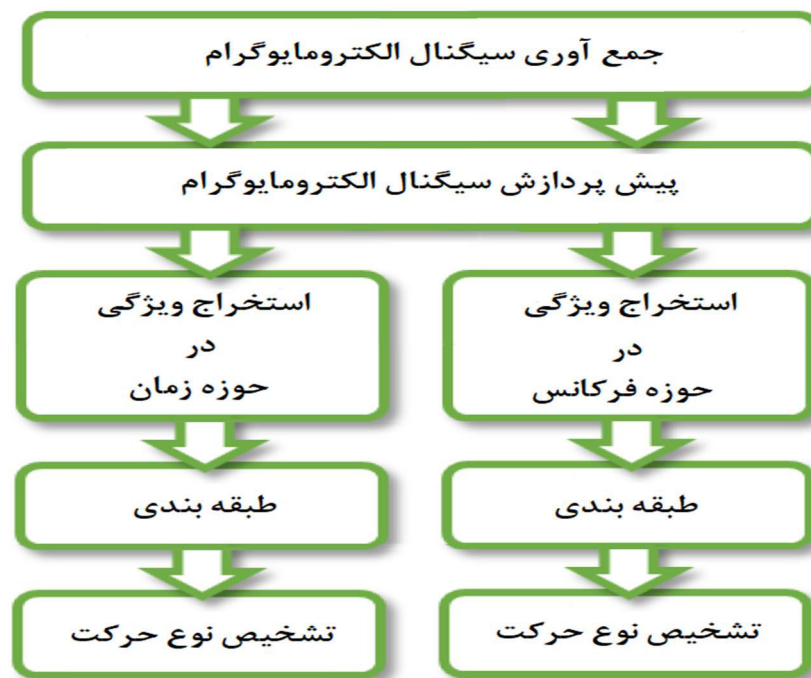 جمع آوری سیگنال الکترومایوگرام
پیش پردازش سیگنال الکترومایوگرام
استخراج ویژگی
در
حوزه فرکانس
استخراج ویژگی
در
حوزه زمان
طبقه بندی
طبقه بندی
تشخیص نوع حرکت
تشخیص نوع حرکت